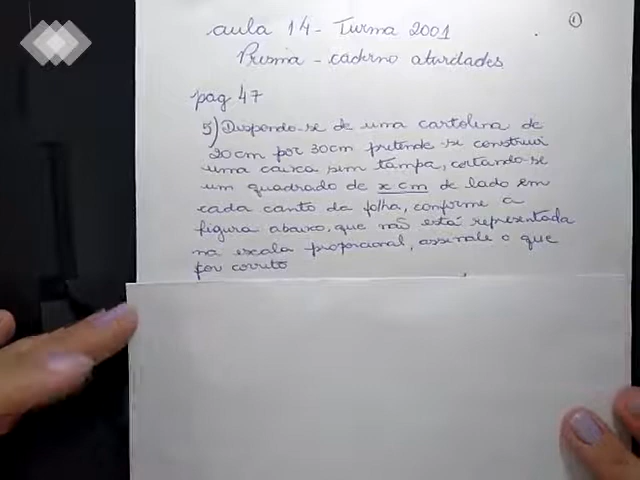 ①
aula 14 - Turma 2001
Prisma - caderno atividades
pag 47
5) Dispondo-se de uma cartolina de
20cm por 30cm pretende-se construir
uma caixa sem tampa, cortando-se
um quadrado de x cm de lado em
cada canto da folha, conforme a
figura abaixo, que não está representada
na escala proporcional, assinale o que
for correto